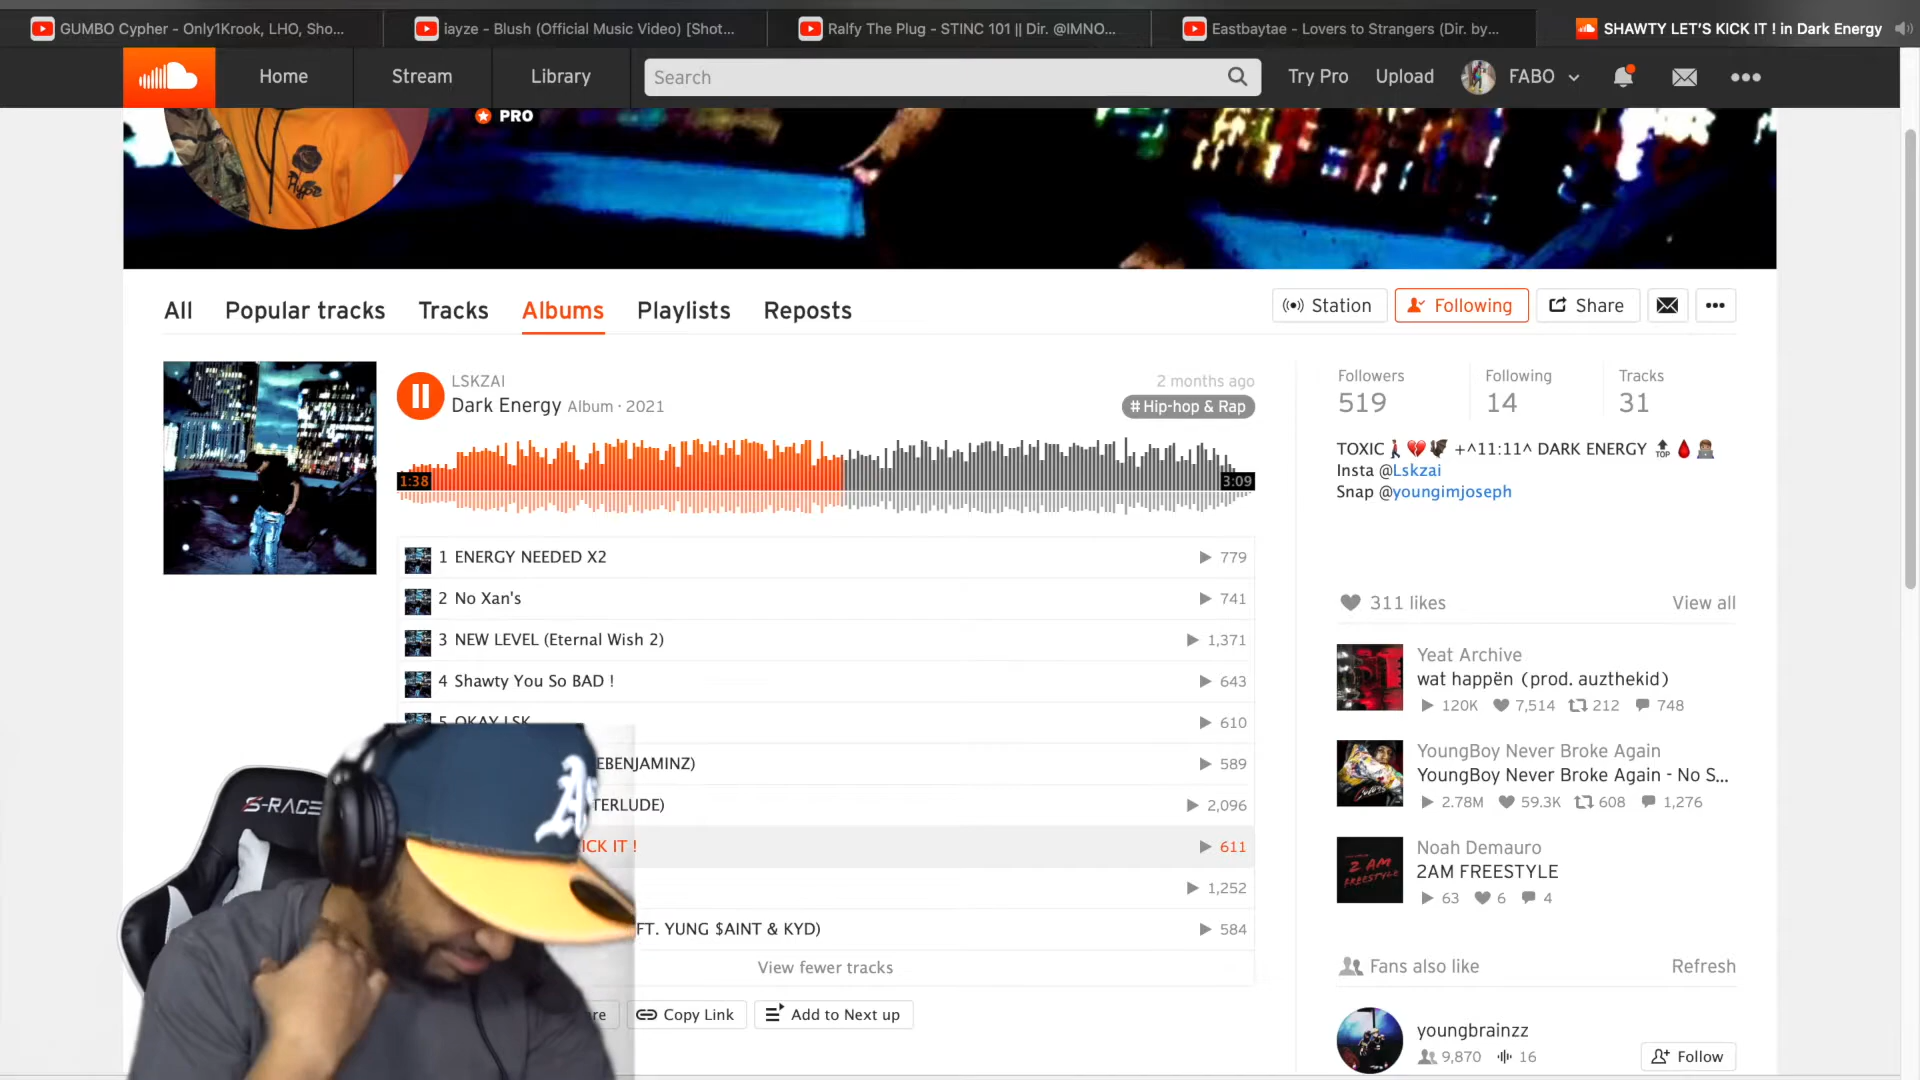 GUMBO Cypher - Only1Krook, LHO, Sho...
iayze - Blush (Official Music Video) [Shot...
Ralfy The Plug - STINC 101 || Dir. @IMNO...
Eastbaytae - Lovers to Strangers (Dir. by...
SHAWTY LET'S KICK IT ! in Dark Energy
Home
Stream
Library
Search
Try Pro
Upload
FABO
PRO
Hype
All
Popular tracks
Tracks
Albums
Playlists
Reposts
Station
Following
Share
LSKZAI
Dark Energy Album · 2021
2 months ago
# Hip-hop & Rap
1:38
3:09
1 ENERGY NEEDED X2 779
2 No Xan's 741
3 NEW LEVEL (Eternal Wish 2) 1,371
4 Shawty You So BAD ! 643
5 OKAY LSK 610
EBENJAMINZ) 589
TERLUDE) 2,096
ICK IT ! 611
1,252
FT. YUNG $AINT & KYD) 584
View fewer tracks
re
Copy Link
Add to Next up
S-RACE
A's
Followers
519
Following
14
Tracks
31
TOXIC🚶💔🦇 +^11:11^ DARK ENERGY 🔝🩸👨🏽‍💻
Insta @Lskzai
Snap @youngimjoseph
311 likes
View all
Yeat Archive
wat happën (prod. auzthekid)
120K 7,514 212 748
YoungBoy Never Broke Again
YoungBoy Never Broke Again - No S...
2.78M 59.3K 608 1,276
2 AM
FREESTYLE
Noah Demauro
2AM FREESTYLE
63 6 4
Fans also like
Refresh
youngbrainzz
9,870 16
Follow